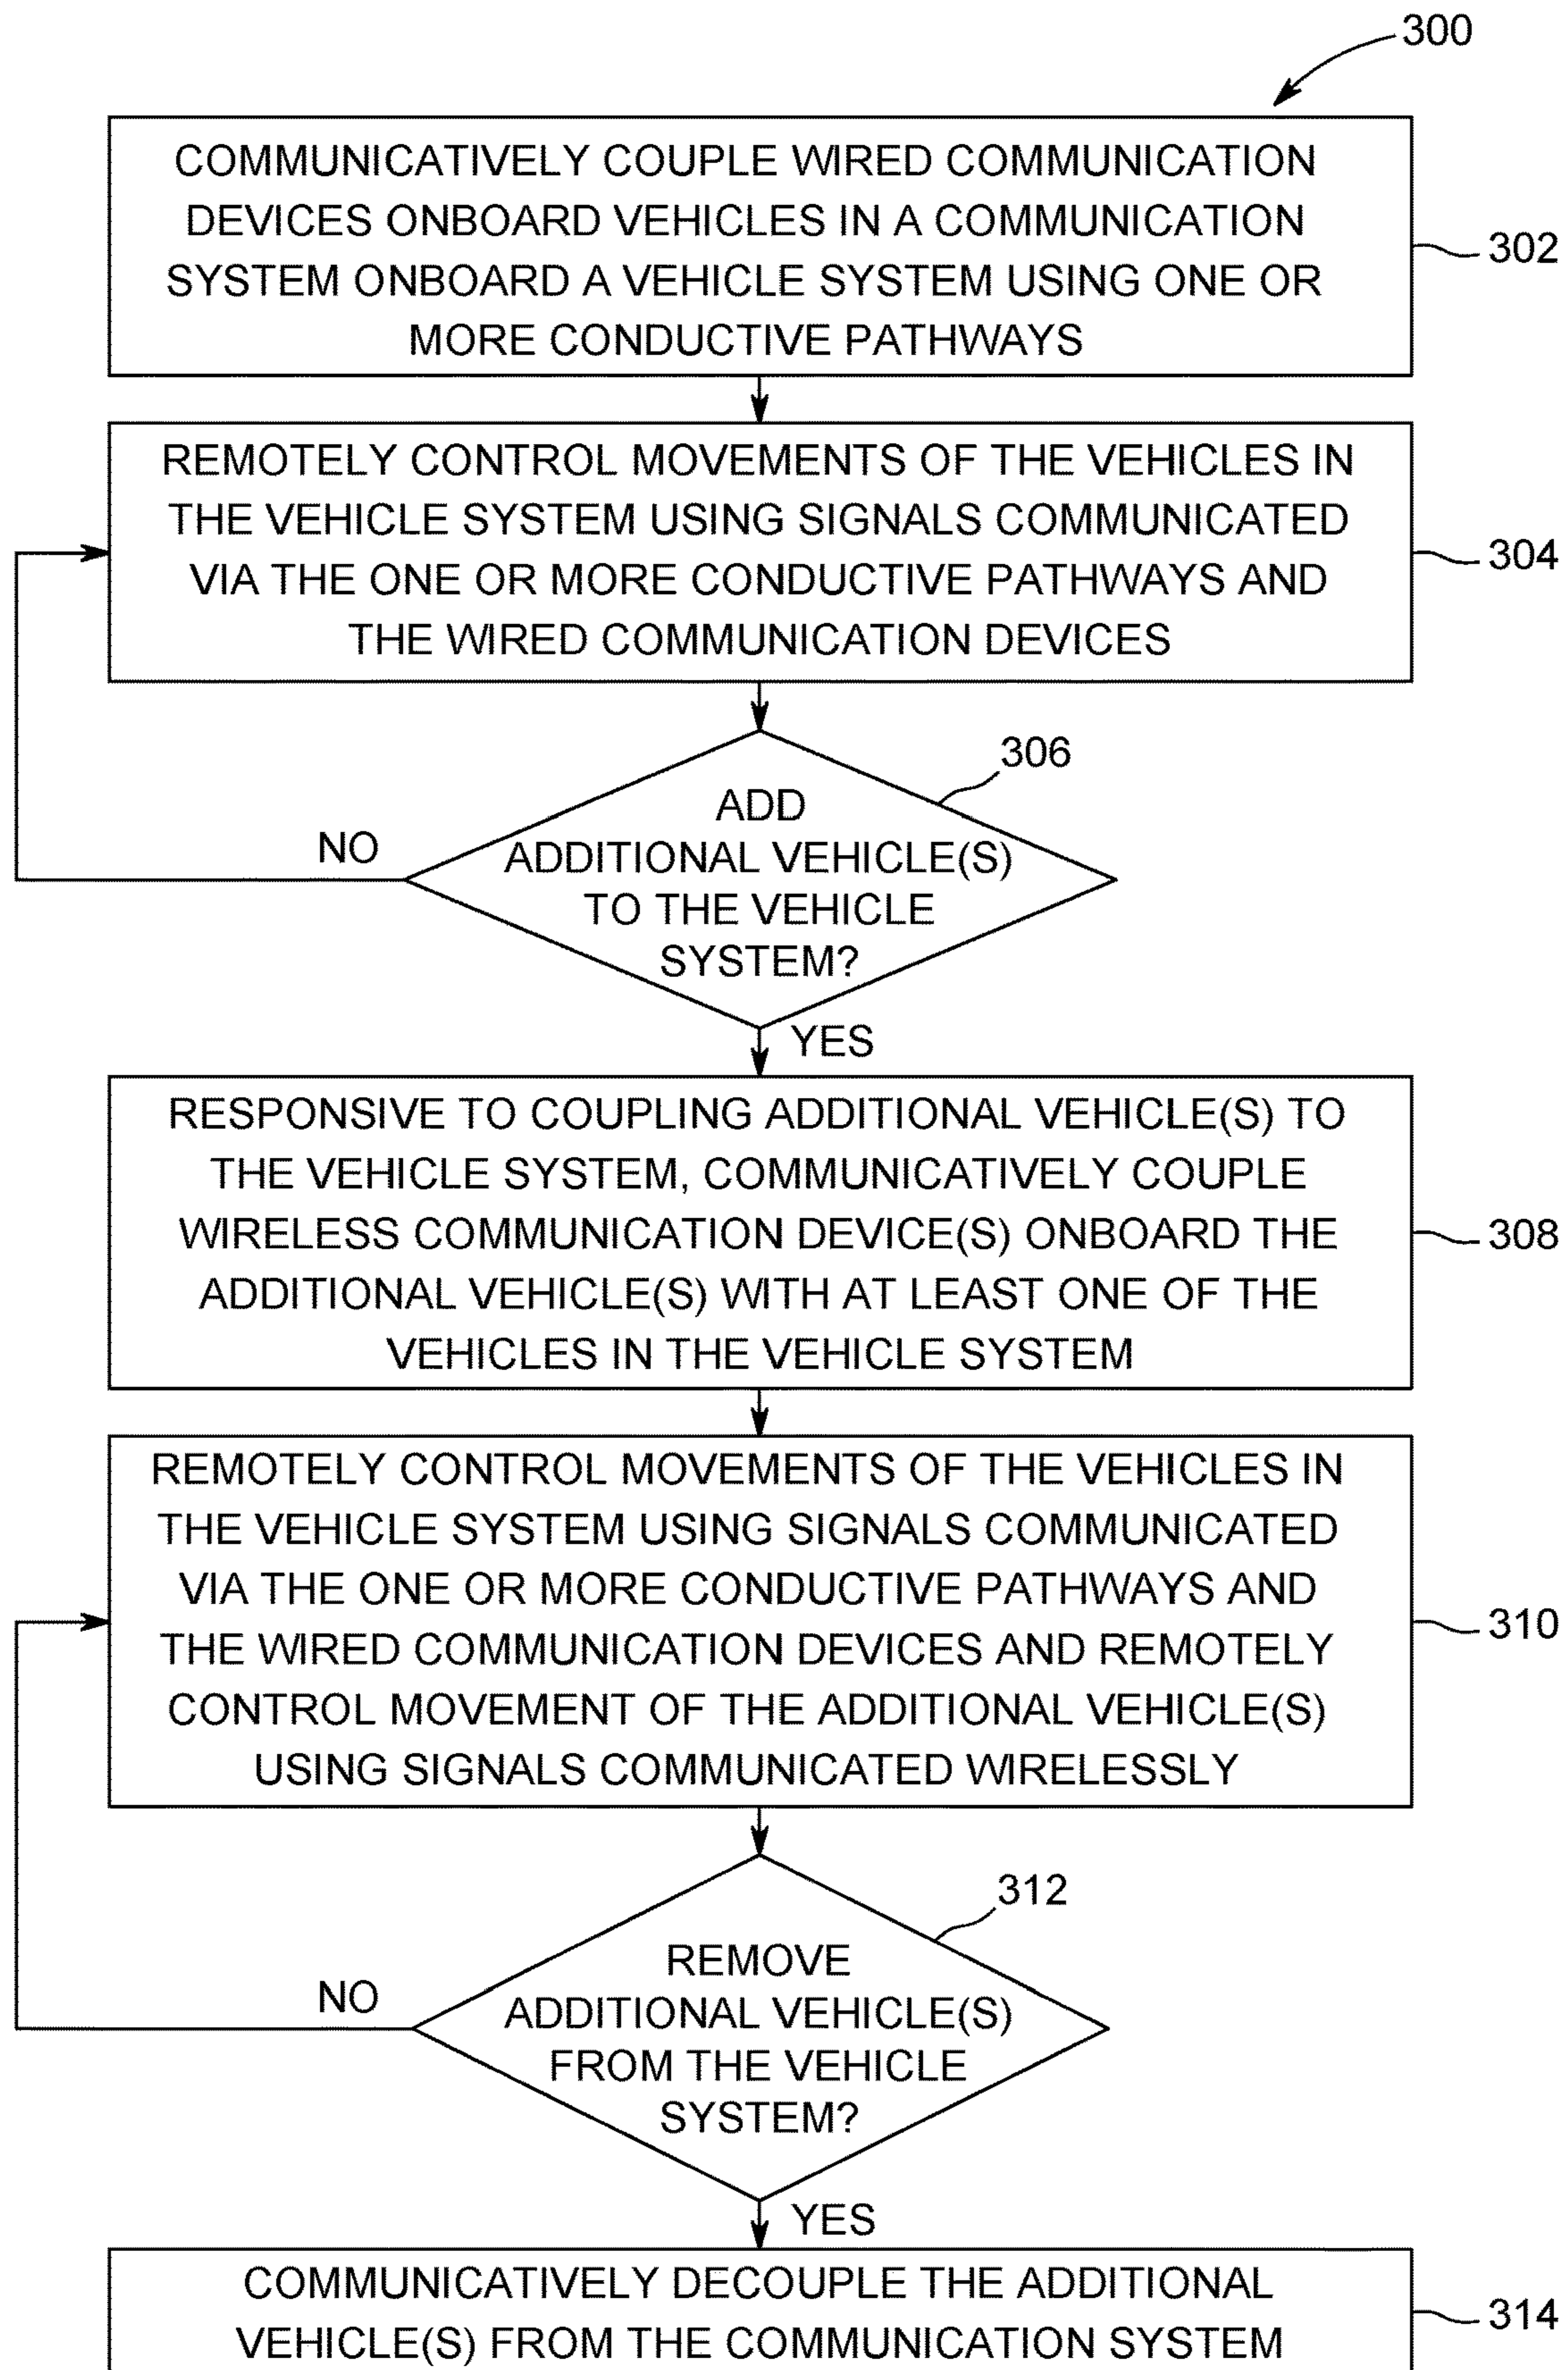 300
COMMUNICATIVELY COUPLE WIRED COMMUNICATION
DEVICES ONBOARD VEHICLES IN A COMMUNICATION
SYSTEM ONBOARD A VEHICLE SYSTEM USING ONE OR
MORE CONDUCTIVE PATHWAYS
302
REMOTELY CONTROL MOVEMENTS OF THE VEHICLES IN
THE VEHICLE SYSTEM USING SIGNALS COMMUNICATED
VIA THE ONE OR MORE CONDUCTIVE PATHWAYS AND
THE WIRED COMMUNICATION DEVICES
304
306
ADD
ADDITIONAL VEHICLE(S)
TO THE VEHICLE
SYSTEM?
NO
YES
RESPONSIVE TO COUPLING ADDITIONAL VEHICLE(S) TO
THE VEHICLE SYSTEM, COMMUNICATIVELY COUPLE
WIRELESS COMMUNICATION DEVICE(S) ONBOARD THE
ADDITIONAL VEHICLE(S) WITH AT LEAST ONE OF THE
VEHICLES IN THE VEHICLE SYSTEM
308
REMOTELY CONTROL MOVEMENTS OF THE VEHICLES IN
THE VEHICLE SYSTEM USING SIGNALS COMMUNICATED
VIA THE ONE OR MORE CONDUCTIVE PATHWAYS AND
THE WIRED COMMUNICATION DEVICES AND REMOTELY
CONTROL MOVEMENT OF THE ADDITIONAL VEHICLE(S)
USING SIGNALS COMMUNICATED WIRELESSLY
310
312
REMOVE
ADDITIONAL VEHICLE(S)
FROM THE VEHICLE
SYSTEM?
NO
YES
COMMUNICATIVELY DECOUPLE THE ADDITIONAL
VEHICLE(S) FROM THE COMMUNICATION SYSTEM
314